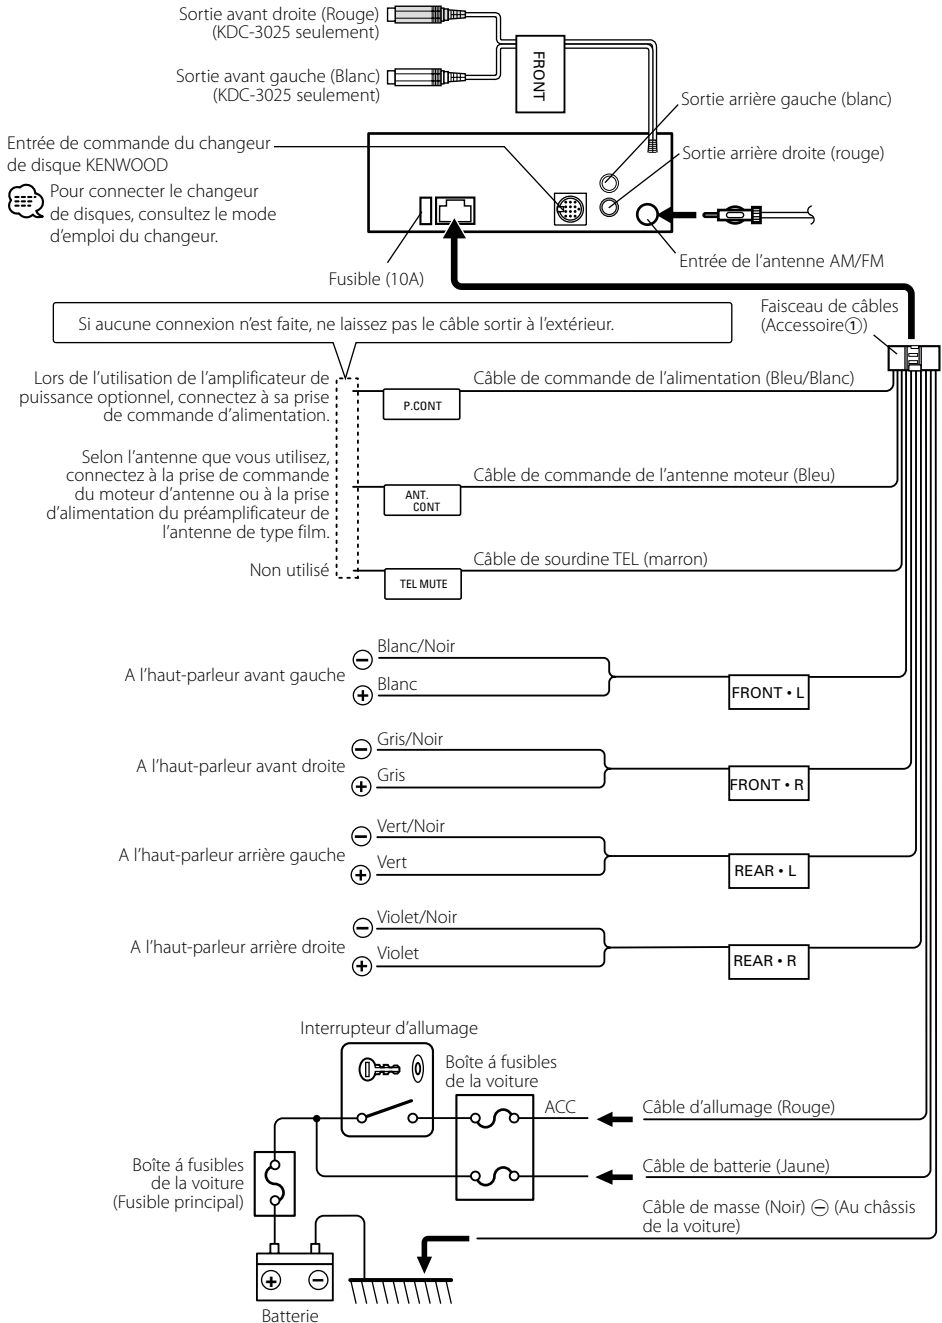 Sortie avant droite (Rouge)
(KDC-3025 seulement)
FRONT
Sortie avant gauche (Blanc)
(KDC-3025 seulement)
Sortie arrière gauche (blanc)
Entrée de commande du changeur
de disque KENWOOD
Sortie arrière droite (rouge)
Pour connecter le changeur
de disques, consultez le mode
d'emploi du changeur.
Fusible (10A)
Entrée de l'antenne AM/FM
Faisceau de câbles
(Accessoire①)
Si aucune connexion n'est faite, ne laissez pas le câble sortir à l'extérieur.
Lors de l'utilisation de l'amplificateur de
puissance optionnel, connectez à sa prise
de commande d'alimentation.
P.CONT
Câble de commande de l'alimentation (Bleu/Blanc)
Selon l'antenne que vous utilisez,
connectez à la prise de commande
du moteur d'antenne ou à la prise
d'alimentation du préamplificateur de
l'antenne de type film.
ANT.
CONT
Câble de commande de l'antenne moteur (Bleu)
Non utilisé
TEL MUTE
Câble de sourdine TEL (marron)
A l'haut-parleur avant gauche
⊖ Blanc/Noir
⊕ Blanc
FRONT • L
A l'haut-parleur avant droite
⊖ Gris/Noir
⊕ Gris
FRONT • R
A l'haut-parleur arrière gauche
⊖ Vert/Noir
⊕ Vert
REAR • L
A l'haut-parleur arrière droite
⊖ Violet/Noir
⊕ Violet
REAR • R
Interrupteur d'allumage
Boîte á fusibles
de la voiture
ACC
Câble d'allumage (Rouge)
Boîte á fusibles
de la voiture
(Fusible principal)
Câble de batterie (Jaune)
Câble de masse (Noir) ⊖ (Au châssis
de la voiture)
⊕ ⊖
Batterie